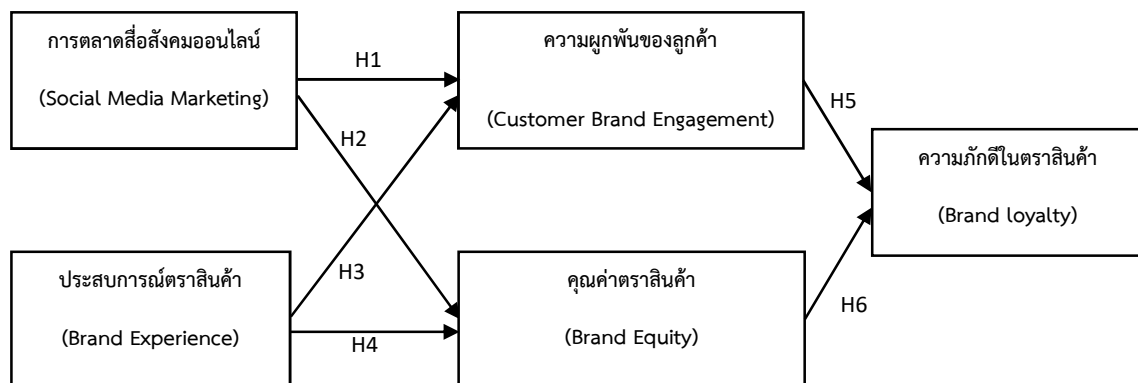 การตลาดสื่อสังคมออนไลน์
(Social Media Marketing)
H1
ความผูกพันของลูกค้า
(Customer Brand Engagement)
H2
H5
ความภักดีในตราสินค้า
(Brand loyalty)
ประสบการณ์ตราสินค้า
(Brand Experience)
H3
H4
คุณค่าตราสินค้า
(Brand Equity)
H6